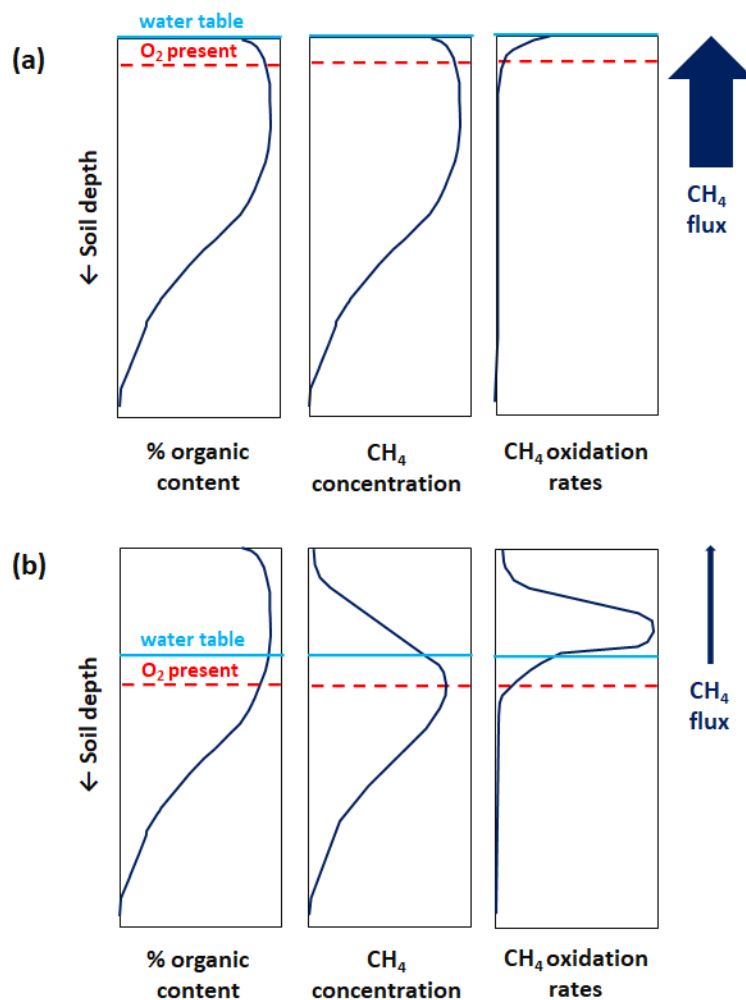 (a)
water table
O₂ present
← Soil depth
CH₄
flux
% organic
content
CH₄
concentration
CH₄ oxidation
rates
(b)
water table
O₂ present
← Soil depth
CH₄
flux
% organic
content
CH₄
concentration
CH₄ oxidation
rates